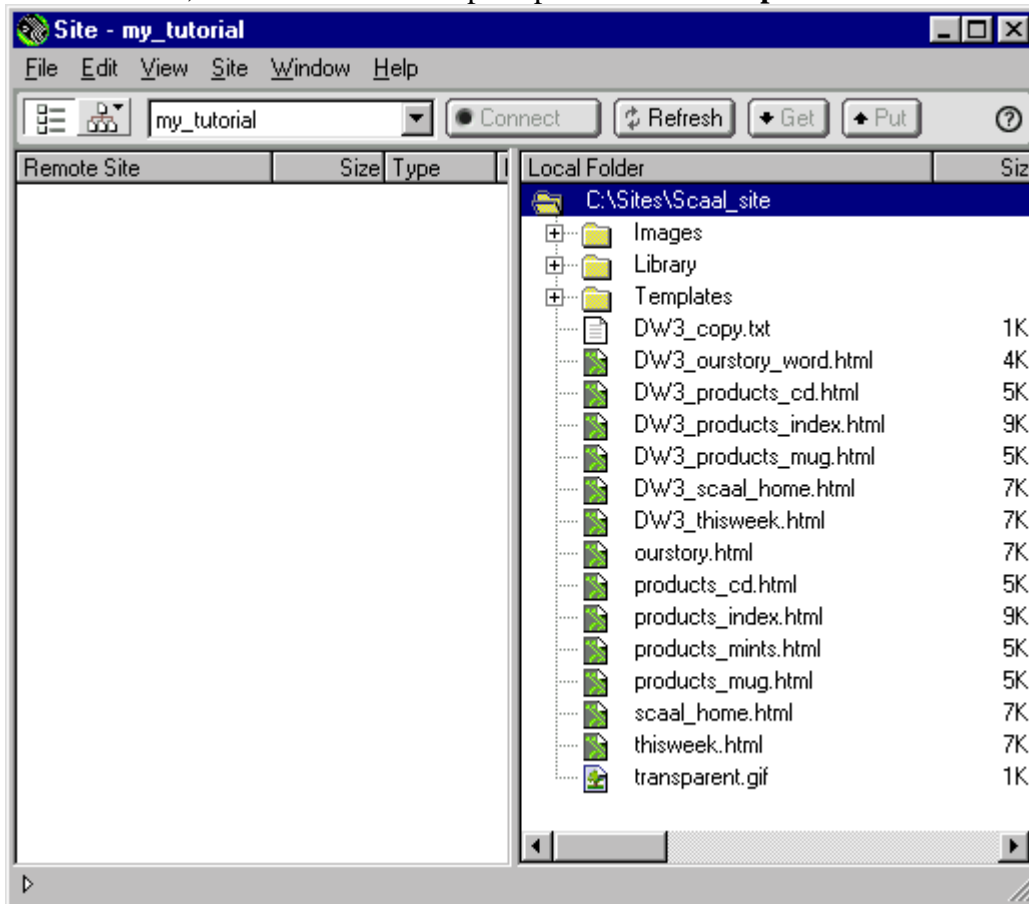 Site - my_tutorial
File Edit View Site Window Help
my_tutorial Connect Refresh Get Put ?
Remote Site Size Type
Local Folder Siz
C:\Sites\Scaal_site
Images
Library
Templates
DW3_copy.txt 1K
DW3_ourstory_word.html 4K
DW3_products_cd.html 5K
DW3_products_index.html 9K
DW3_products_mug.html 5K
DW3_scaal_home.html 7K
DW3_thisweek.html 7K
ourstory.html 7K
products_cd.html 5K
products_index.html 9K
products_mints.html 5K
products_mug.html 5K
scaal_home.html 7K
thisweek.html 7K
transparent.gif 1K